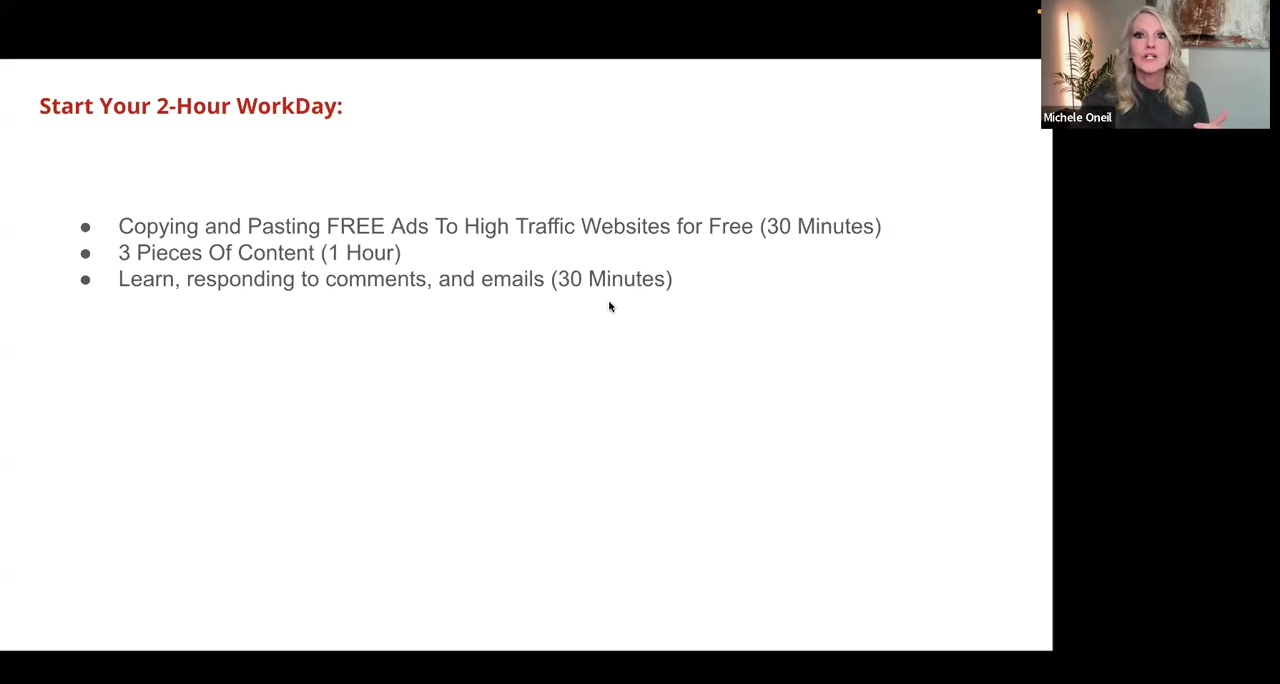 Start Your 2-Hour WorkDay:
● Copying and Pasting FREE Ads To High Traffic Websites for Free (30 Minutes)
● 3 Pieces Of Content (1 Hour)
● Learn, responding to comments, and emails (30 Minutes)
Michele Oneil